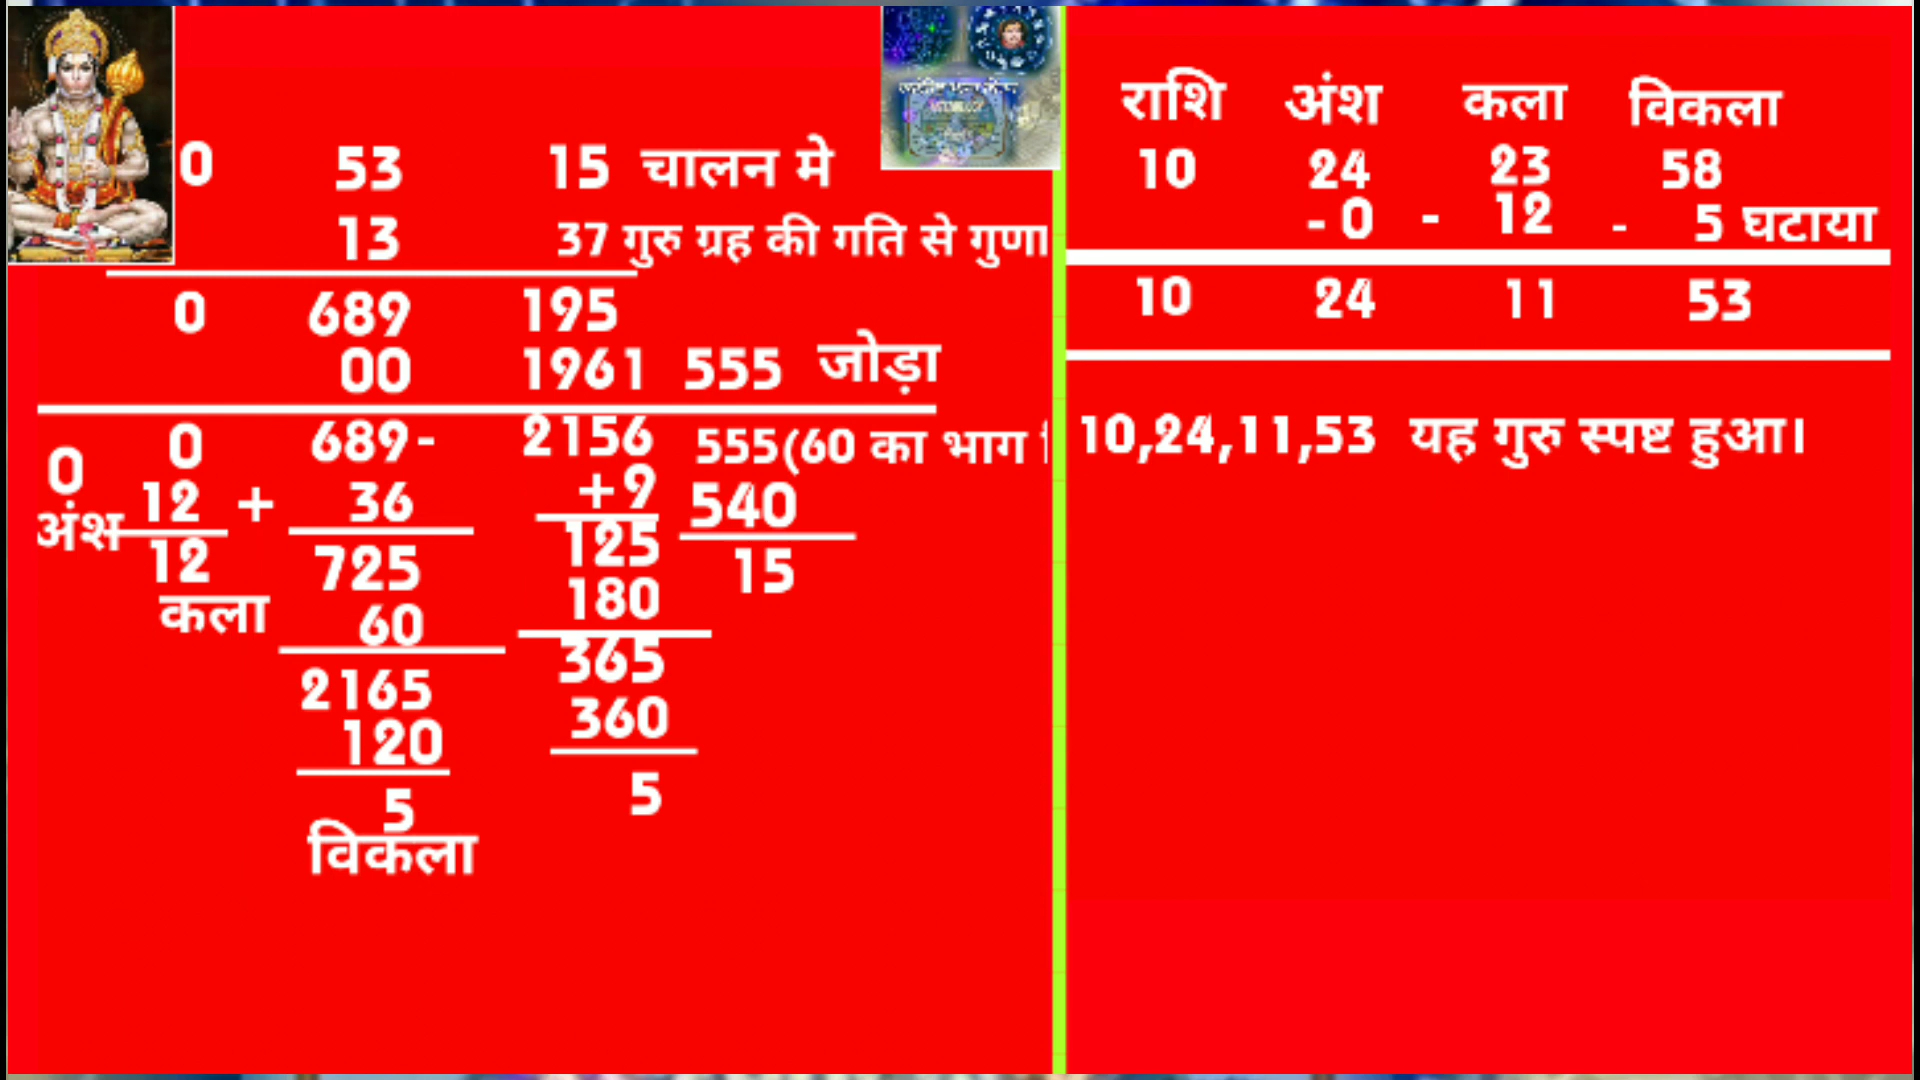 0 53 15 चालन मे
13 37 गुरु ग्रह की गति से गुणा
0 689 195
00 1961 555 जोड़ा
0 0 689- 2156 555(60 का भाग
अंश 12 + 36 +9 540
12 725 125 15
कला 60 180
2165 365
120 360
5 5
विकला
राशि अंश कला विकला
10 24 23 58
-0 - 12 - 5 घटाया
10 24 11 53
10,24,11,53 यह गुरु स्पष्ट हुआ।